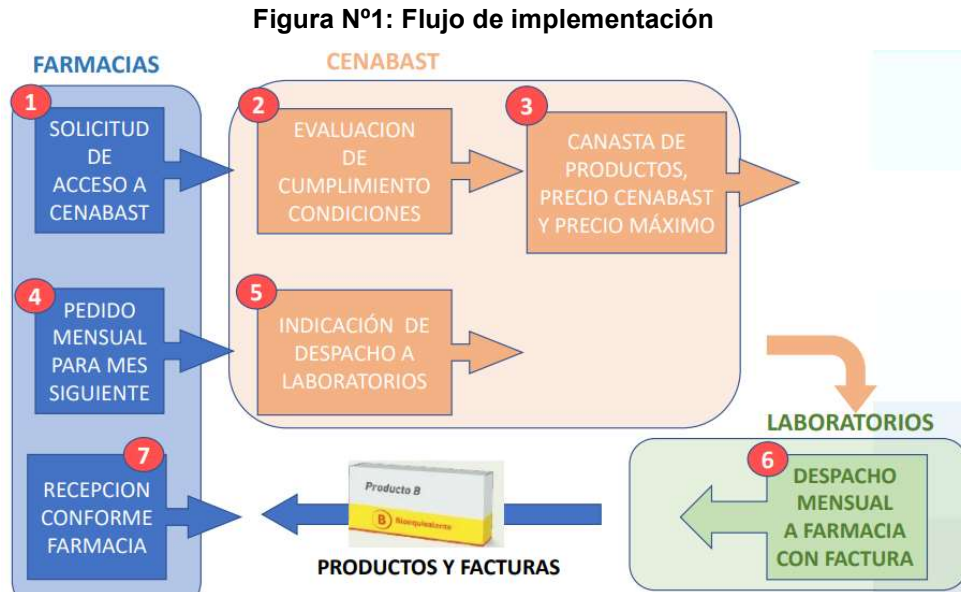 Figura Nº1: Flujo de implementación
FARMACIAS
CENABAST
1
SOLICITUD
DE
ACCESO A
CENABAST
2
EVALUACION
DE
CUMPLIMIENTO
CONDICIONES
3
CANASTA DE
PRODUCTOS,
PRECIO CENABAST
Y PRECIO MÁXIMO
4
PEDIDO
MENSUAL
PARA MES
SIGUIENTE
5
INDICACIÓN DE
DESPACHO A
LABORATORIOS
LABORATORIOS
6
DESPACHO
MENSUAL
A FARMACIA
CON FACTURA
7
RECEPCION
CONFORME
FARMACIA
Producto B
B Bioequivalente
PRODUCTOS Y FACTURAS